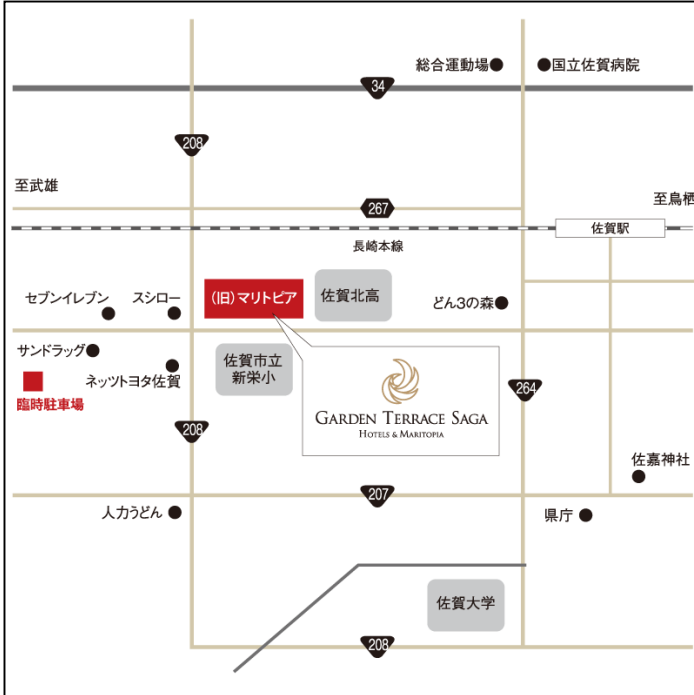 総合運動場
国立佐賀病院
34
208
至武雄
至鳥栖
267
佐賀駅
長崎本線
セブンイレブン
スシロー
(旧)マリトピア
佐賀北高
どん3の森
サンドラッグ
ネッツトヨタ佐賀
佐賀市立
新栄小
臨時駐車場
GARDEN TERRACE SAGA
HOTELS & MARITOPIA
264
208
佐嘉神社
207
人力うどん
県庁
佐賀大学
208